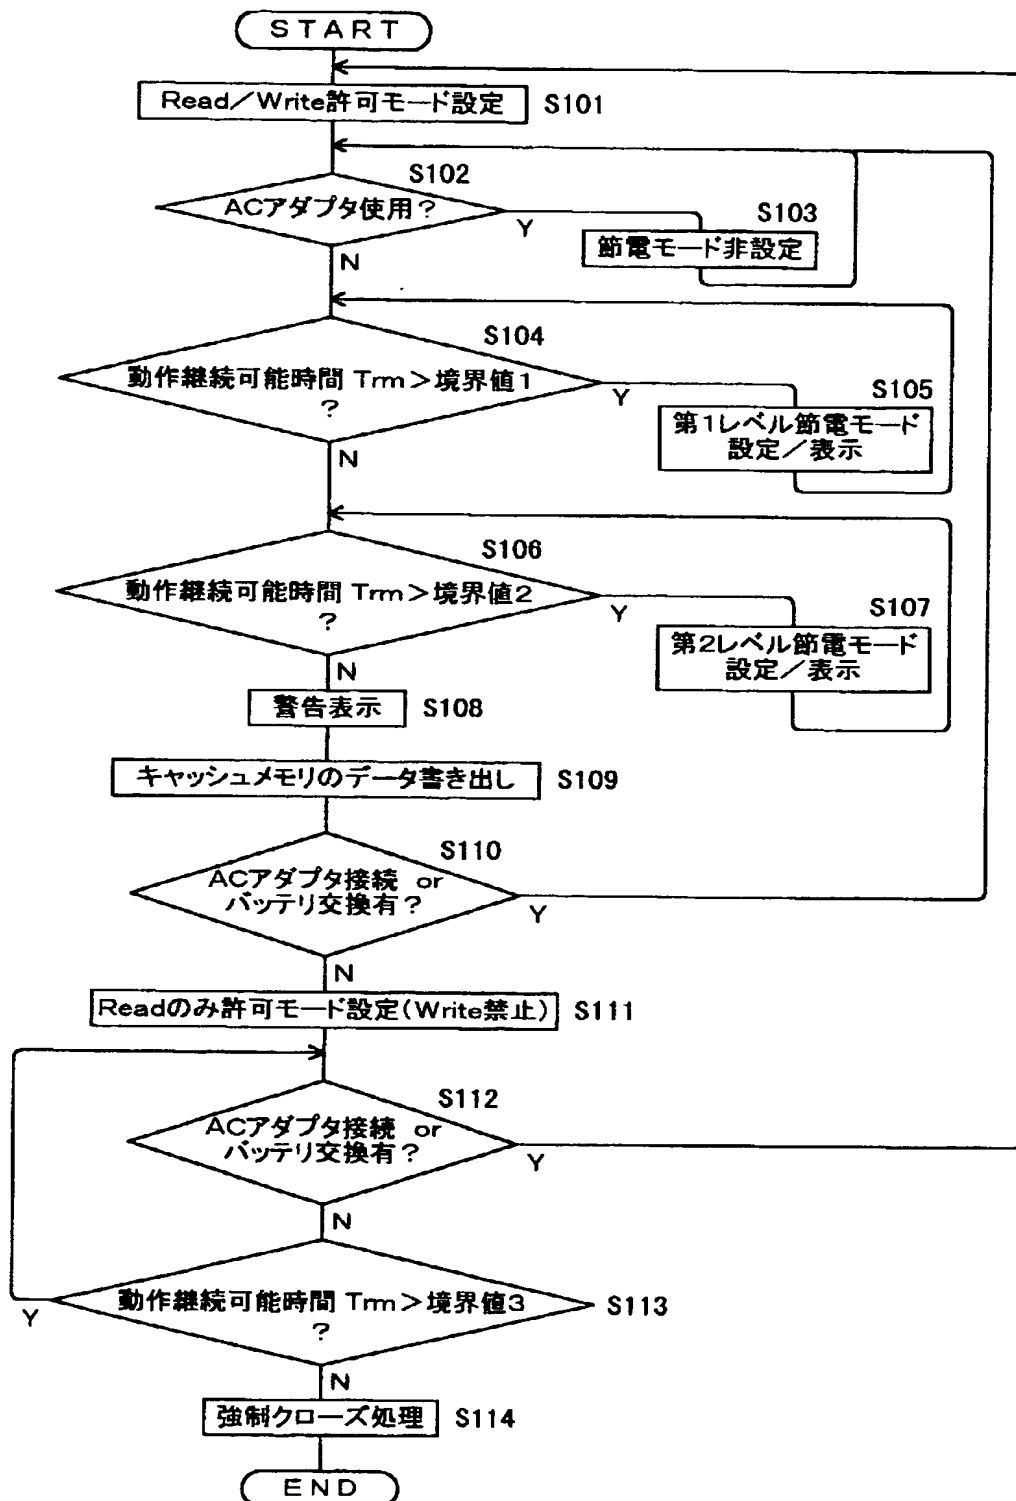 START
Read／Write許可モード設定 S101
S102
ACアダプタ使用？
Y
S103
節電モード非設定
N
S104
動作継続可能時間 Trm＞境界値1
？
Y
S105
第1レベル節電モード
設定／表示
N
S106
動作継続可能時間 Trm＞境界値2
？
Y
S107
第2レベル節電モード
設定／表示
N
警告表示 S108
キャッシュメモリのデータ書き出し S109
S110
ACアダプタ接続 or
バッテリ交換有？
Y
N
Readのみ許可モード設定(Write禁止) S111
S112
ACアダプタ接続 or
バッテリ交換有？
Y
N
動作継続可能時間 Trm＞境界値3
？
S113
Y
N
強制クローズ処理 S114
END